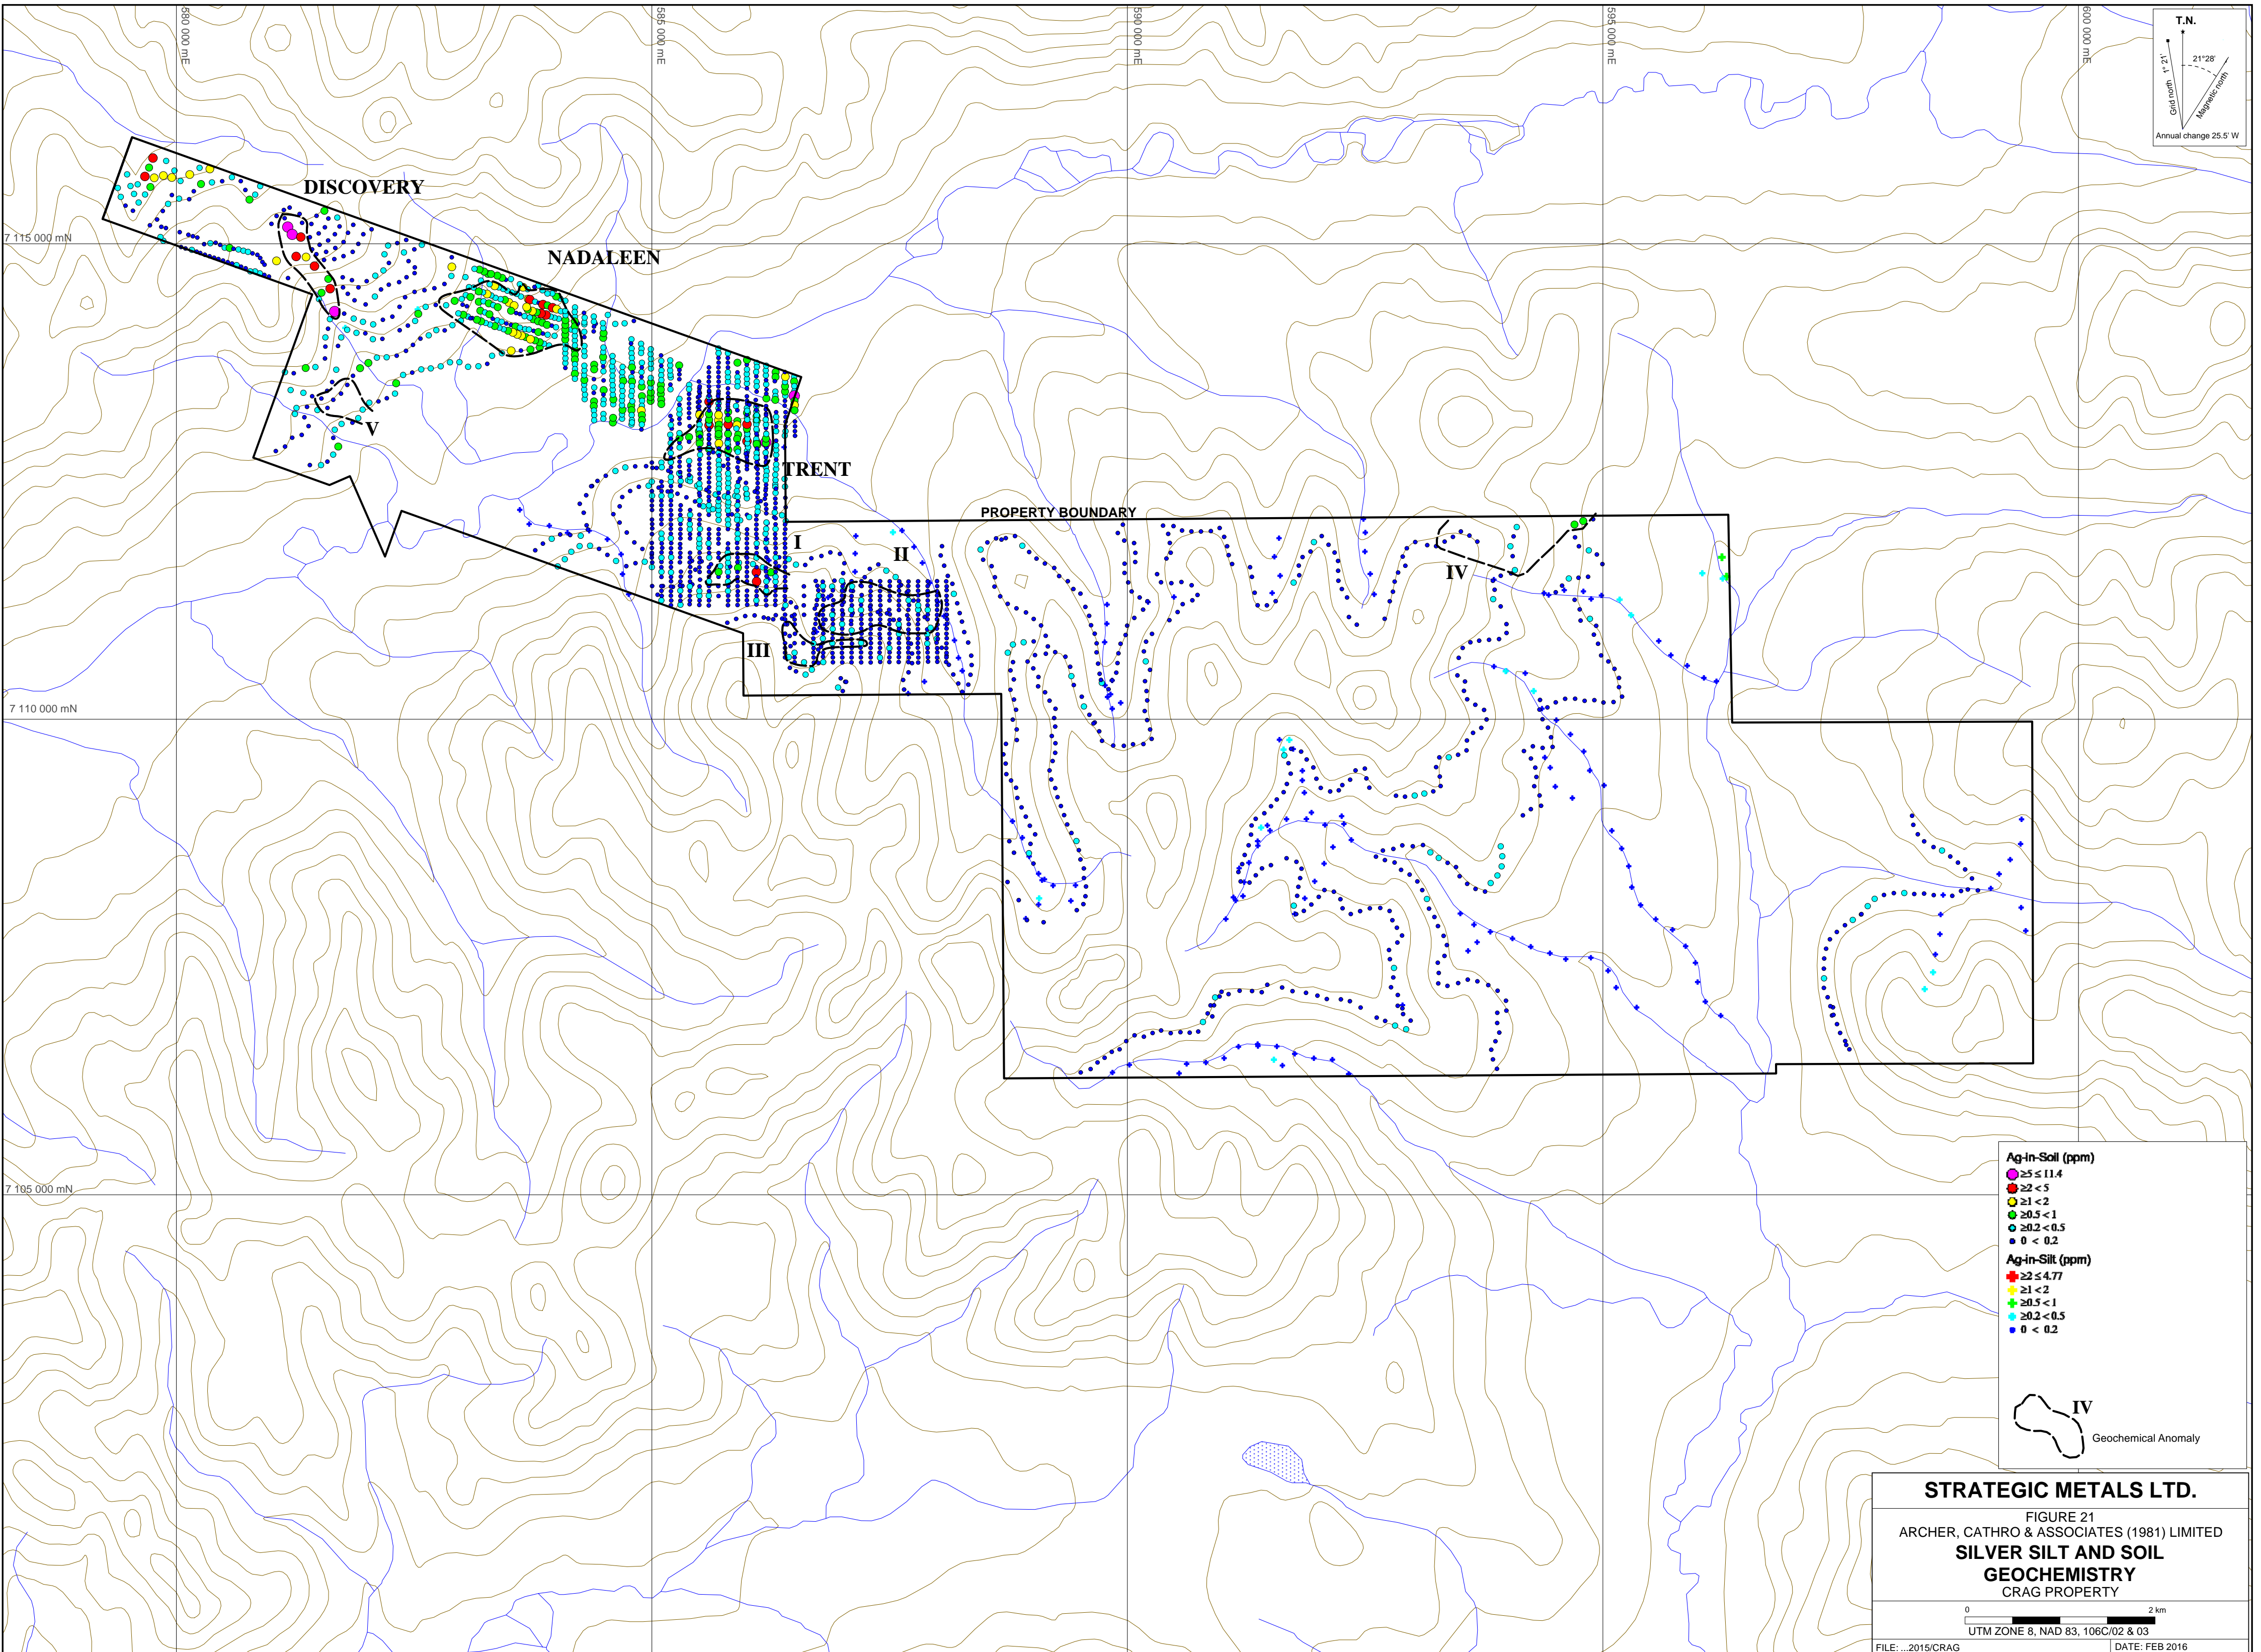 580 000 mE
585 000 mE
590 000 mE
595 000 mE
600 000 mE
T.N.
21°28'
Grid north 1° 21'
Magnetic north
Annual change 25.5' W
DISCOVERY
7 115 000 mN
NADALEEN
V
TRENT
PROPERTY BOUNDARY
I
II
IV
III
7 110 000 mN
7 105 000 mN
Ag-in-Soil (ppm)
≥5 ≤ 11.4
≥2 < 5
≥1 < 2
≥0.5 < 1
≥0.2 < 0.5
0 < 0.2
Ag-in-Silt (ppm)
≥2 ≤ 4.77
≥1 < 2
≥0.5 < 1
≥0.2 < 0.5
0 < 0.2
IV
Geochemical Anomaly
STRATEGIC METALS LTD.
FIGURE 21
ARCHER, CATHRO & ASSOCIATES (1981) LIMITED
SILVER SILT AND SOIL
GEOCHEMISTRY
CRAG PROPERTY
0 2 km
UTM ZONE 8, NAD 83, 106C/02 & 03
FILE: ...2015/CRAG DATE: FEB 2016